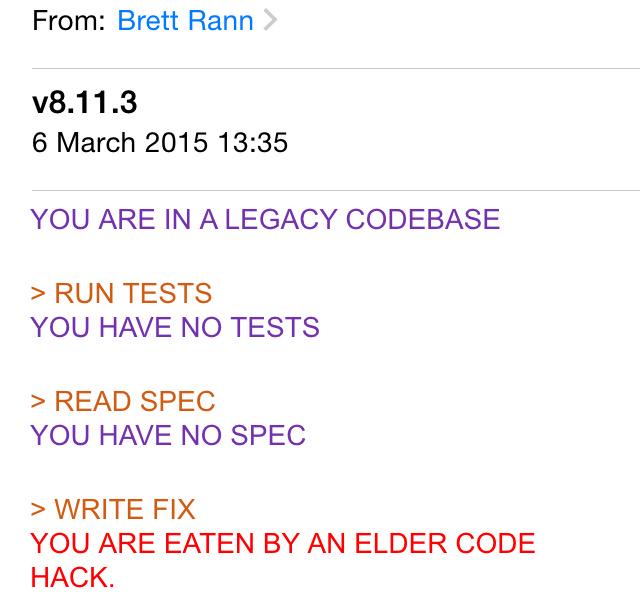 From: Brett Rann >
v8.11.3
6 March 2015 13:35
YOU ARE IN A LEGACY CODEBASE
> RUN TESTS
YOU HAVE NO TESTS
> READ SPEC
YOU HAVE NO SPEC
> WRITE FIX
YOU ARE EATEN BY AN ELDER CODE
HACK.